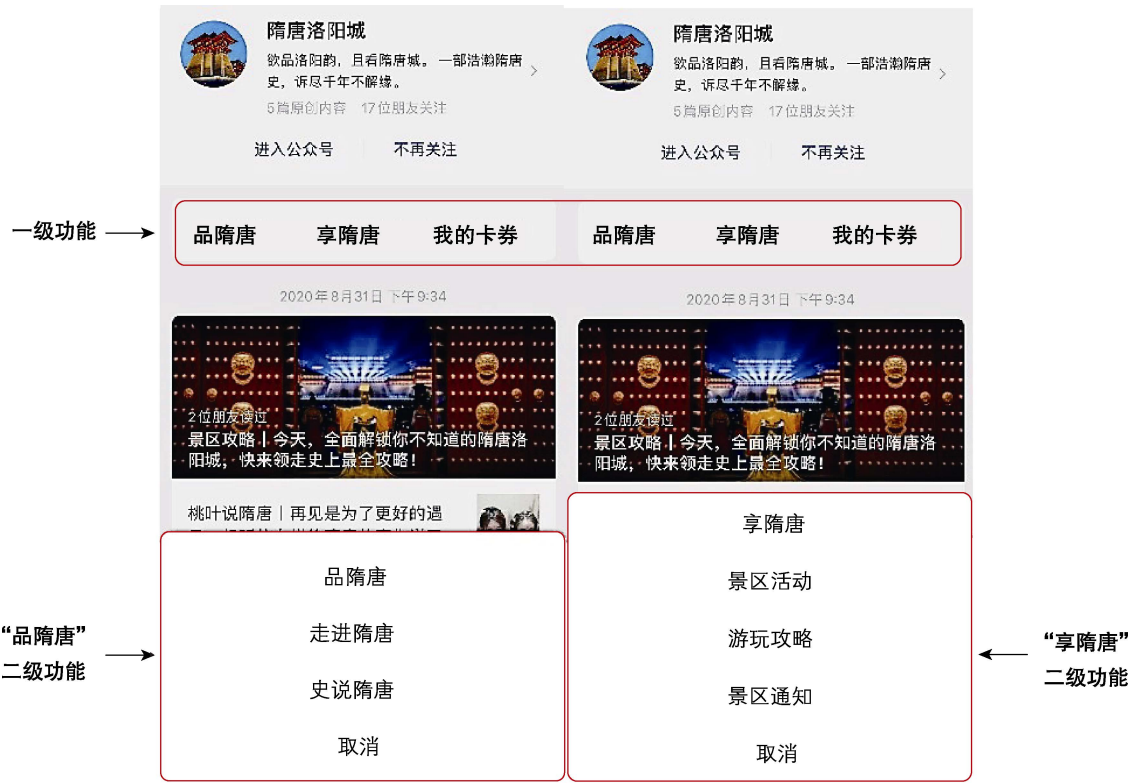 隋唐洛阳城
欲品洛阳韵，且看隋唐城。一部浩瀚隋唐
史，诉尽千年不解缘。
5篇原创内容 17位朋友关注
进入公众号 不再关注
隋唐洛阳城
欲品洛阳韵，且看隋唐城。一部浩瀚隋唐
史，诉尽千年不解缘。
5篇原创内容 17位朋友关注
进入公众号 不再关注
一级功能
品隋唐 享隋唐 我的卡券
品隋唐 享隋唐 我的卡券
2020年8月31日 下午9:34
2位朋友读过
景区攻略丨今天，全面解锁你不知道的隋唐洛
阳城，快来领走史上最全攻略！
桃叶说隋唐丨再见是为了更好的遇
2020年8月31日 下午9:34
2位朋友读过
景区攻略丨今天，全面解锁你不知道的隋唐洛
阳城，快来领走史上最全攻略！
“品隋唐”
二级功能
品隋唐
走进隋唐
史说隋唐
取消
享隋唐
景区活动
游玩攻略
景区通知
取消
“享隋唐”
二级功能